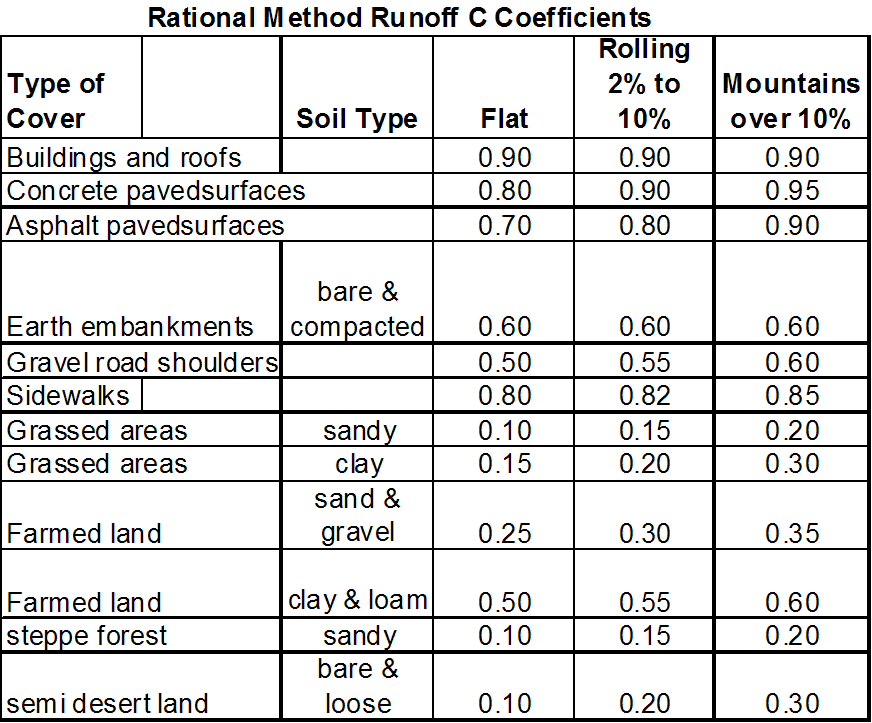 Rational Method Runoff C Coefficients
Type of Cover Soil Type Flat Rolling 2% to 10% Mountains over 10%
Buildings and roofs 0.90 0.90 0.90
Concrete pavedsurfaces 0.80 0.90 0.95
Asphalt pavedsurfaces 0.70 0.80 0.90
Earth embankments bare & compacted 0.60 0.60 0.60
Gravel road shoulders 0.50 0.55 0.60
Sidewalks 0.80 0.82 0.85
Grassed areas sandy 0.10 0.15 0.20
Grassed areas clay 0.15 0.20 0.30
Farmed land sand & gravel 0.25 0.30 0.35
Farmed land clay & loam 0.50 0.55 0.60
steppe forest sandy 0.10 0.15 0.20
semi desert land bare & loose 0.10 0.20 0.30